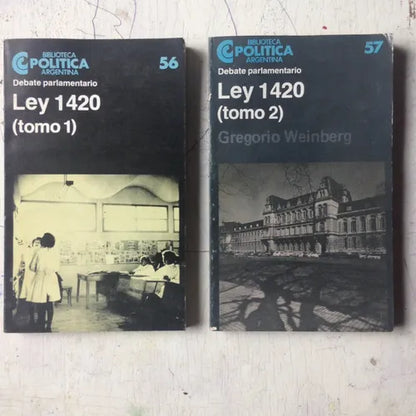 BIBLIOTECA
POLITICA
ARGENTINA
56
Debate parlamentario
Ley 1420
(tomo 1)
BIBLIOTECA
POLITICA
ARGENTINA
57
Debate parlamentario
Ley 1420
(tomo 2)
Gregorio Weinberg